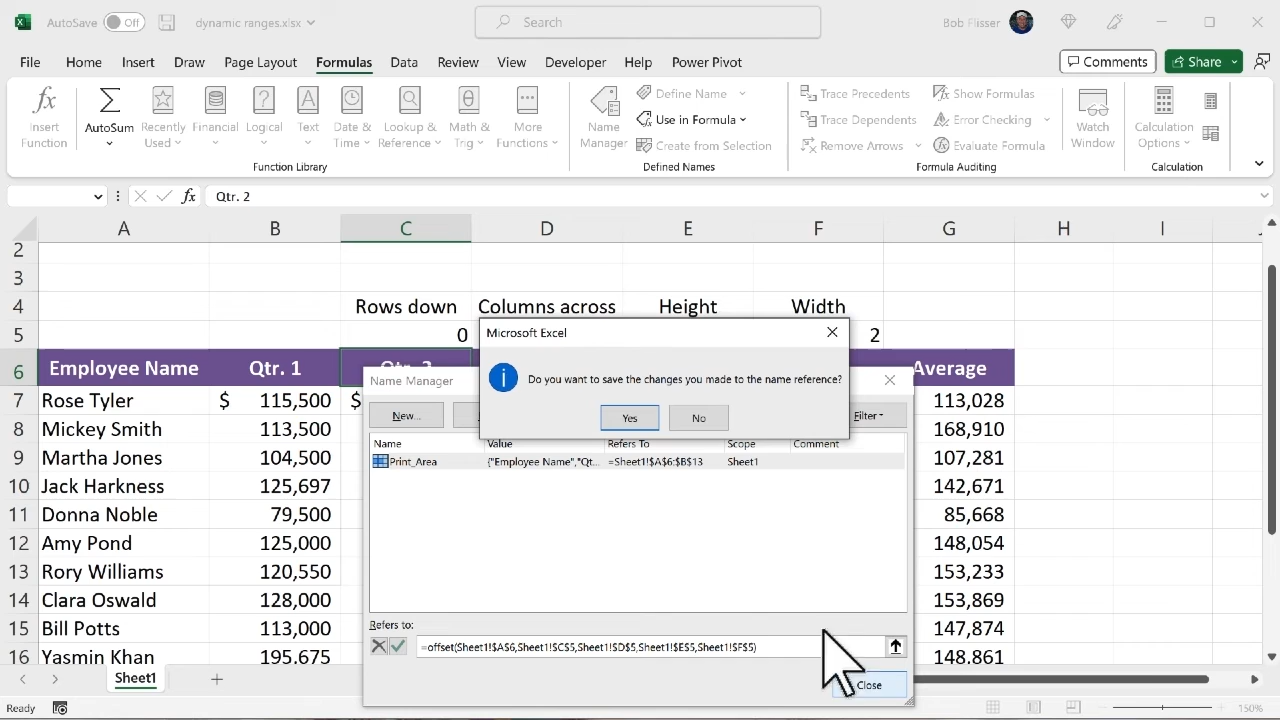 AutoSave Off dynamic ranges.xlsx Search Bob Flisser
File Home Insert Draw Page Layout Formulas Data Review View Developer Help Power Pivot Comments Share
Insert Function
AutoSum
Recently Used
Financial
Logical
Text
Date & Time
Lookup & Reference
Math & Trig
More Functions
Function Library
Name Manager
Define Name
Use in Formula
Create from Selection
Defined Names
Trace Precedents
Trace Dependents
Remove Arrows
Show Formulas
Error Checking
Evaluate Formula
Formula Auditing
Watch Window
Calculation Options
Calculation
fx Qtr. 2
A B C D E F G H I
2
3
4 Rows down Columns across Height Width
5 0 2
6 Employee Name Qtr. 1 Average
7 Rose Tyler $ 115,500 $ 113,028
8 Mickey Smith 113,500 168,910
9 Martha Jones 104,500 107,281
10 Jack Harkness 125,697 142,671
11 Donna Noble 79,500 85,668
12 Amy Pond 125,000 148,054
13 Rory Williams 120,550 153,233
14 Clara Oswald 128,000 153,869
15 Bill Potts 113,000 147,874
16 Yasmin Khan 195,675 148,861
Microsoft Excel
Do you want to save the changes you made to the name reference?
Yes No
Name Manager
New... Filter
Name Value Refers To Scope Comment
Print_Area {"Employee Name","Qt... =Sheet1!$A$6:$B$13 Sheet1
Refers to:
=offset(Sheet1!$A$6,Sheet1!$C$5,Sheet1!$D$5,Sheet1!$E$5,Sheet1!$F$5)
Close
Sheet1
Ready 150%